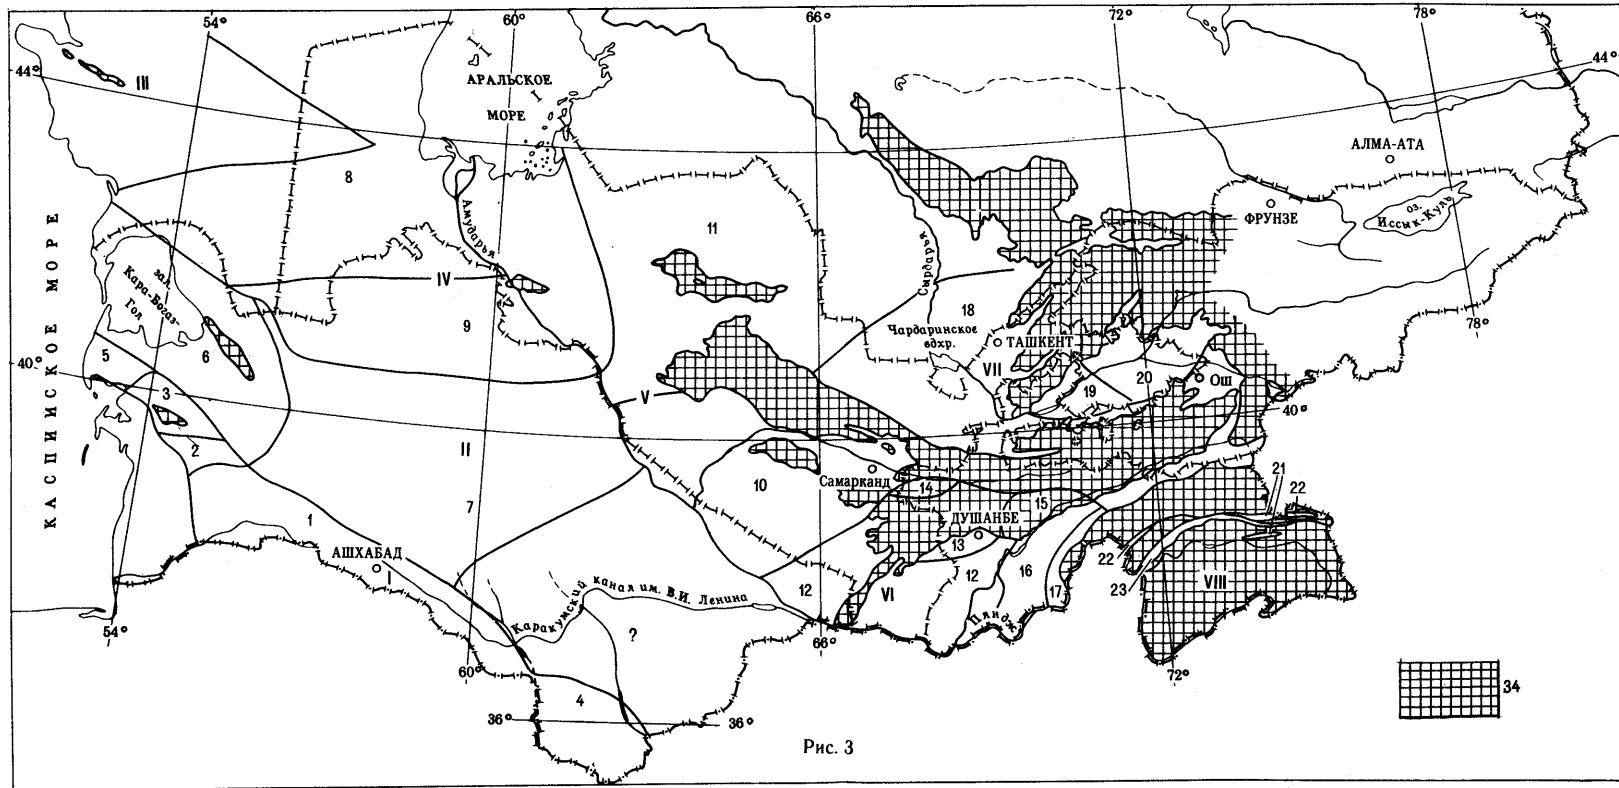 54°
60°
66°
72°
78°
44°
44°
III
АРАЛЬСКОЕ
МОРЕ
АЛМА-АТА
ФРУНЗЕ
оз.
Иссык-Куль
8
11
Амударья
Сырдарья
КАСПИЙСКОЕ МОРЕ
зал.
Кара-Богаз-
Гол
IV
9
18
Чардаринское
вдхр.
ТАШКЕНТ
VII
78°
40°
5
6
3
2
V
19
20
Ош
40°
II
10
Самарканд
14
15
21
22
7
1
АШХАБАД
I
ДУШАНБЕ
13
12
12
16
17
22
23
VI
VIII
Каракумский канал им. В.И. Ленина
Пяндж
54°
60°
66°
72°
?
4
36°
36°
34
Рис. 3